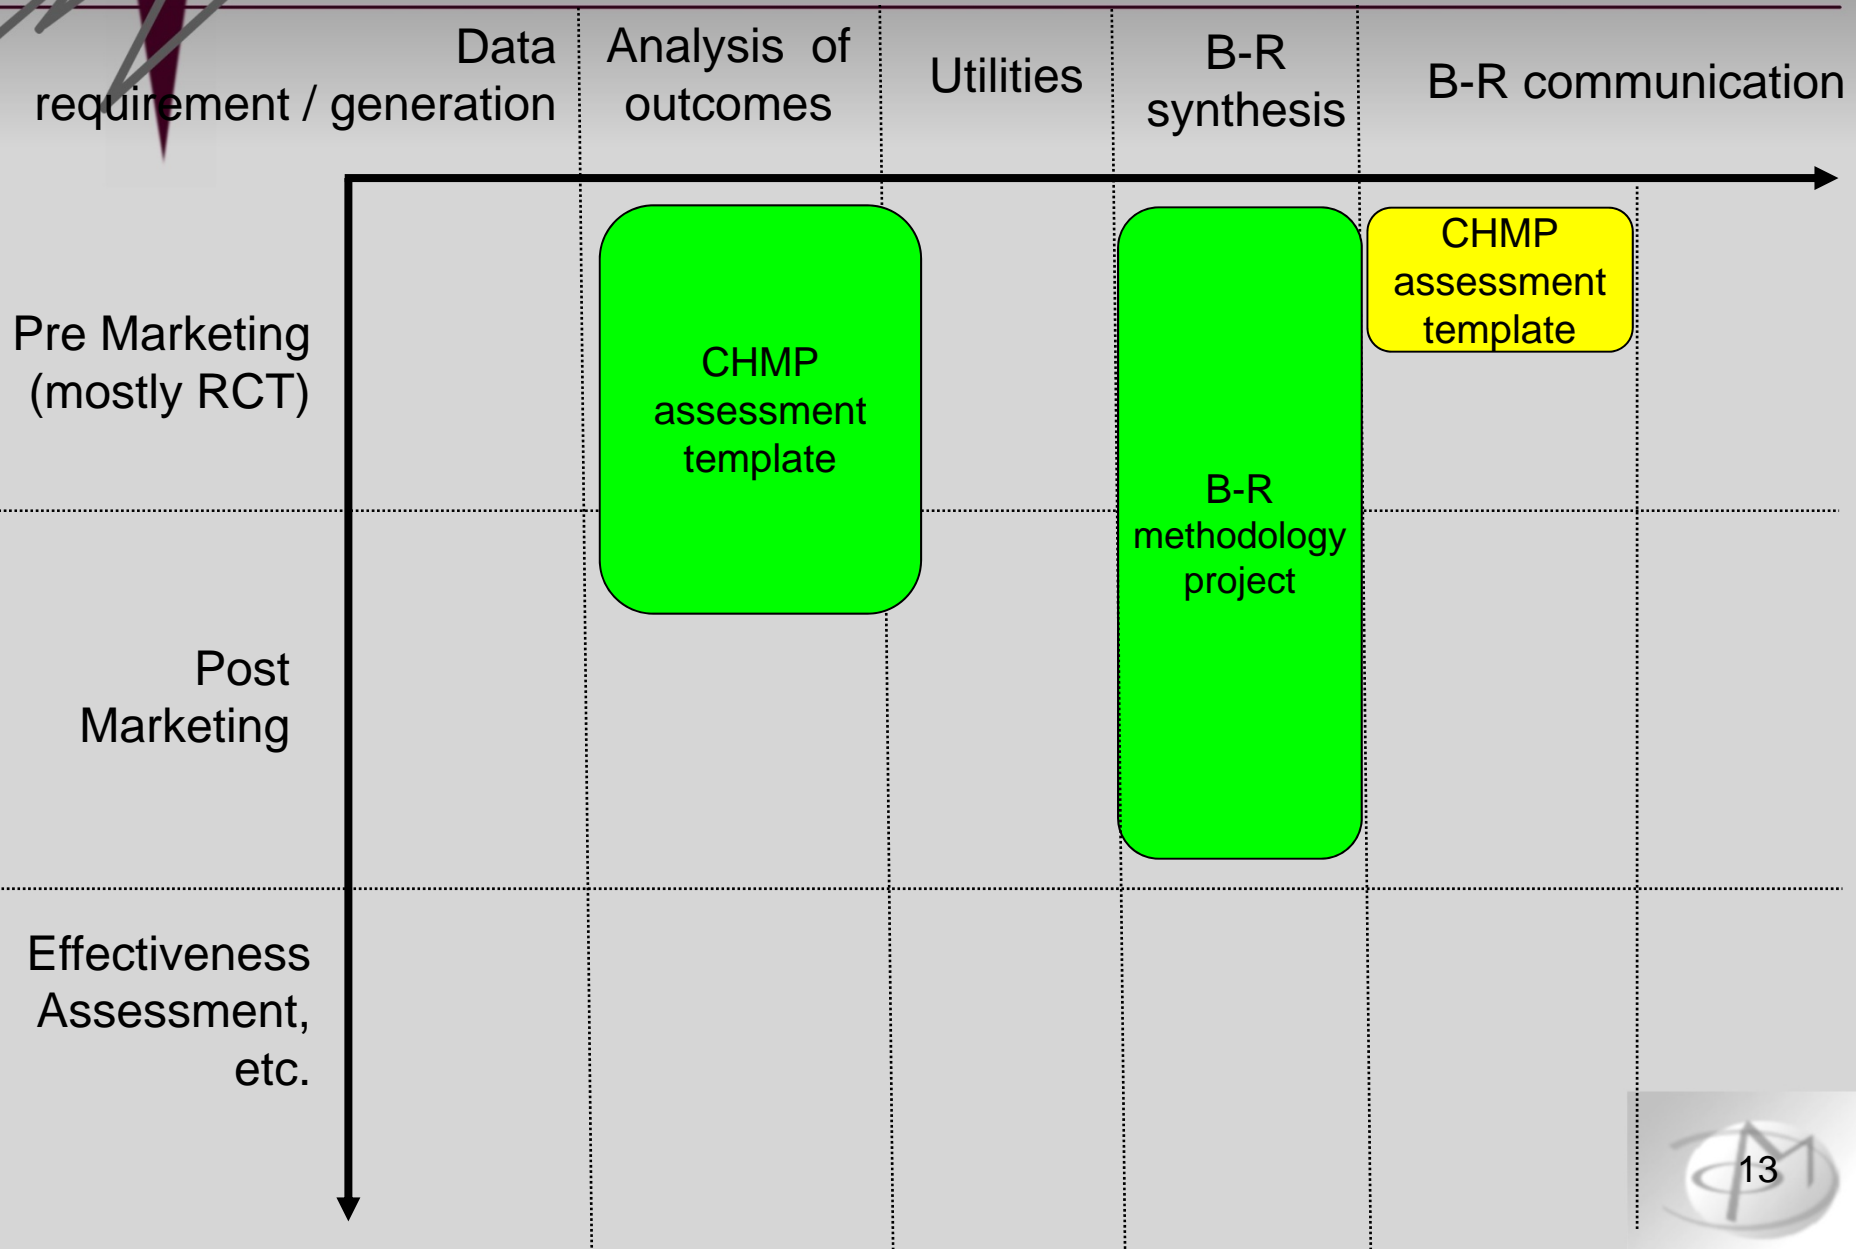 Data
requirement / generation
Analysis of
outcomes
Utilities
B-R
synthesis
B-R communication
Pre Marketing
(mostly RCT)
CHMP
assessment
template
B-R
methodology
project
CHMP
assessment
template
Post
Marketing
Effectiveness
Assessment,
etc.
13